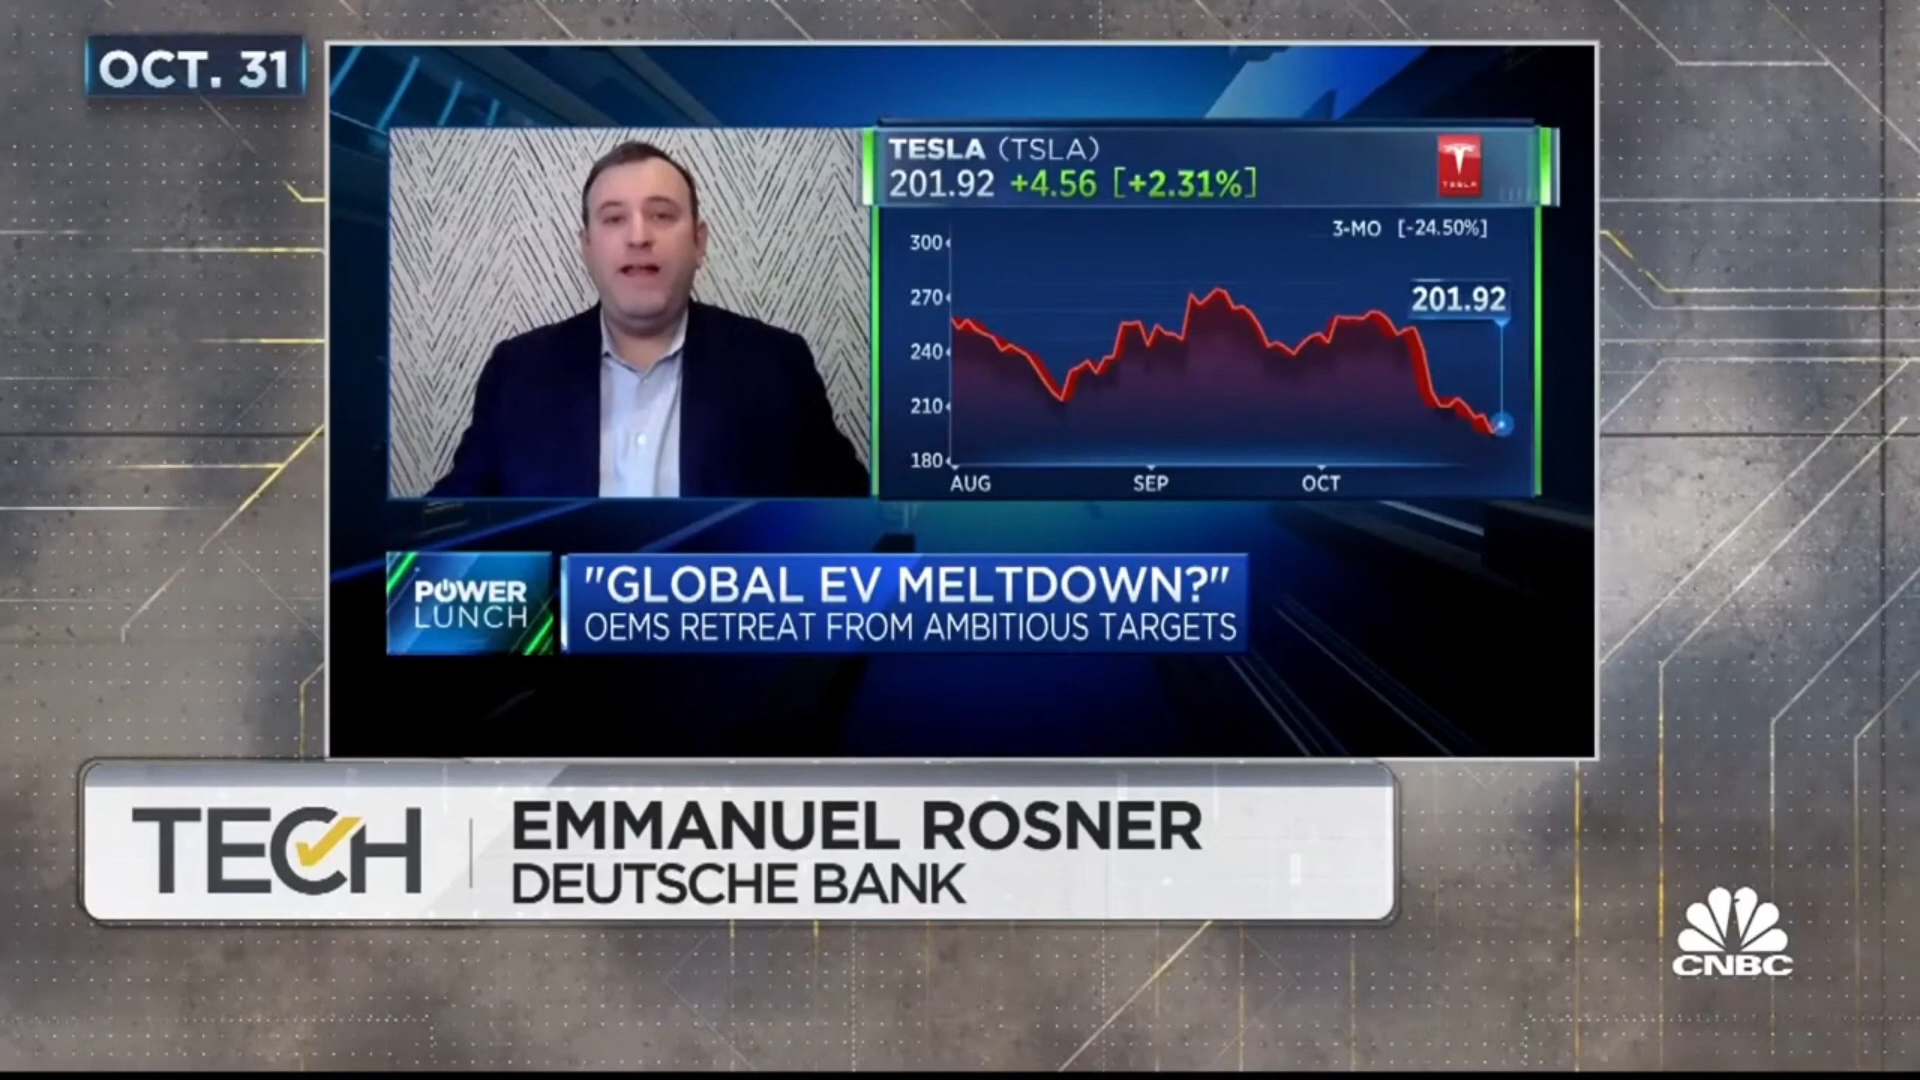 OCT. 31
TESLA (TSLA)
201.92 +4.56 [+2.31%]
TESLA
3-MO [-24.50%]
300
270
240
210
180
201.92
AUG SEP OCT
POWER
LUNCH
"GLOBAL EV MELTDOWN?"
OEMS RETREAT FROM AMBITIOUS TARGETS
TECH
EMMANUEL ROSNER
DEUTSCHE BANK
CNBC